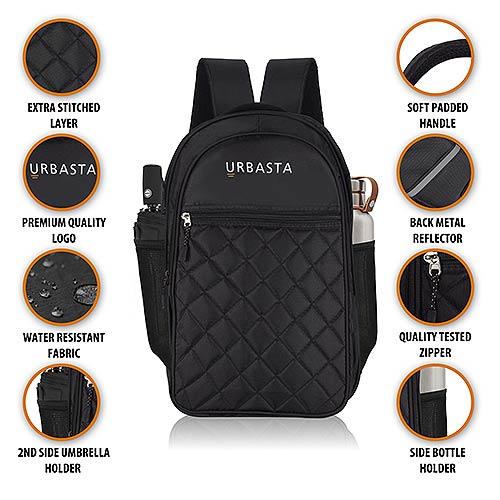 EXTRA STITCHED
LAYER
URBASTA
PREMIUM QUALITY
LOGO
WATER RESISTANT
FABRIC
2ND SIDE UMBRELLA
HOLDER
URBASTA
SOFT PADDED
HANDLE
BACK METAL
REFLECTOR
QUALITY TESTED
ZIPPER
SIDE BOTTLE
HOLDER